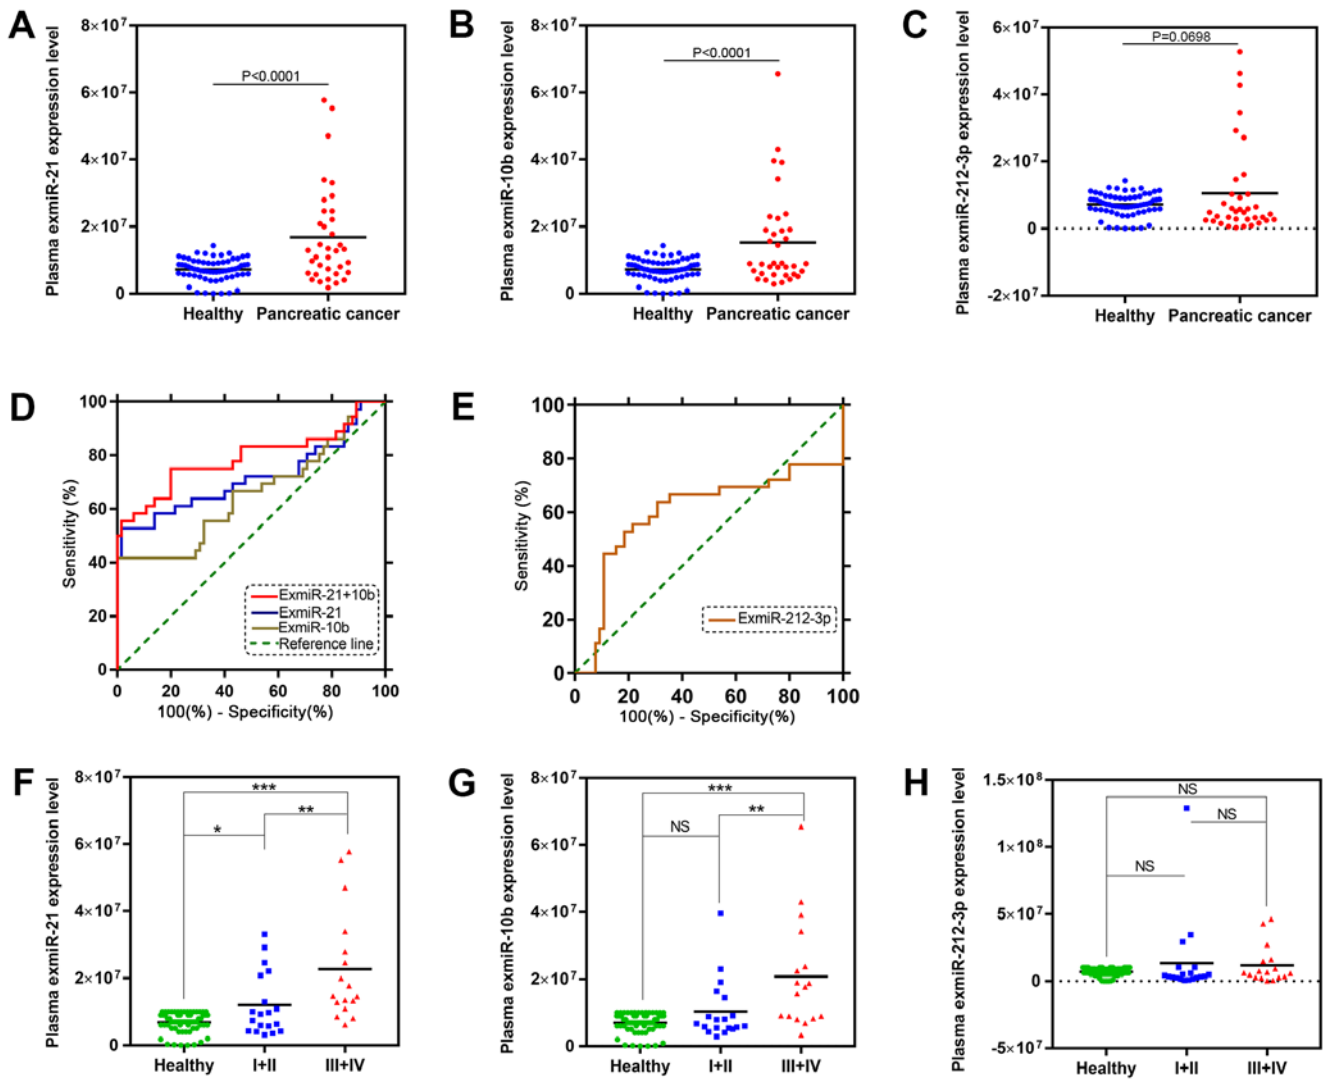 A
Plasma exmiR-21 expression level
8×10⁷
6×10⁷
4×10⁷
2×10⁷
0
P<0.0001
Healthy Pancreatic cancer
B
Plasma exmiR-10b expression level
8×10⁷
6×10⁷
4×10⁷
2×10⁷
0
P<0.0001
Healthy Pancreatic cancer
C
Plasma exmiR-212-3p expression level
6×10⁷
4×10⁷
2×10⁷
0
-2×10⁷
P=0.0698
Healthy Pancreatic cancer
D
Sensitivity (%)
100
80
60
40
20
0
ExmiR-21+10b
ExmiR-21
ExmiR-10b
Reference line
0 20 40 60 80 100
100(%) - Specificity(%)
E
Sensitivity (%)
100
80
60
40
20
0
ExmiR-212-3p
0 20 40 60 80 100
100(%) - Specificity(%)
F
Plasma exmiR-21 expression level
8×10⁷
6×10⁷
4×10⁷
2×10⁷
0
***
**
*
Healthy I+II III+IV
G
Plasma exmiR-10b expression level
8×10⁷
6×10⁷
4×10⁷
2×10⁷
0
***
**
NS
Healthy I+II III+IV
H
Plasma exmiR-212-3p expression level
1.5×10⁸
1×10⁸
5×10⁷
0
-5×10⁷
NS
NS
NS
Healthy I+II III+IV